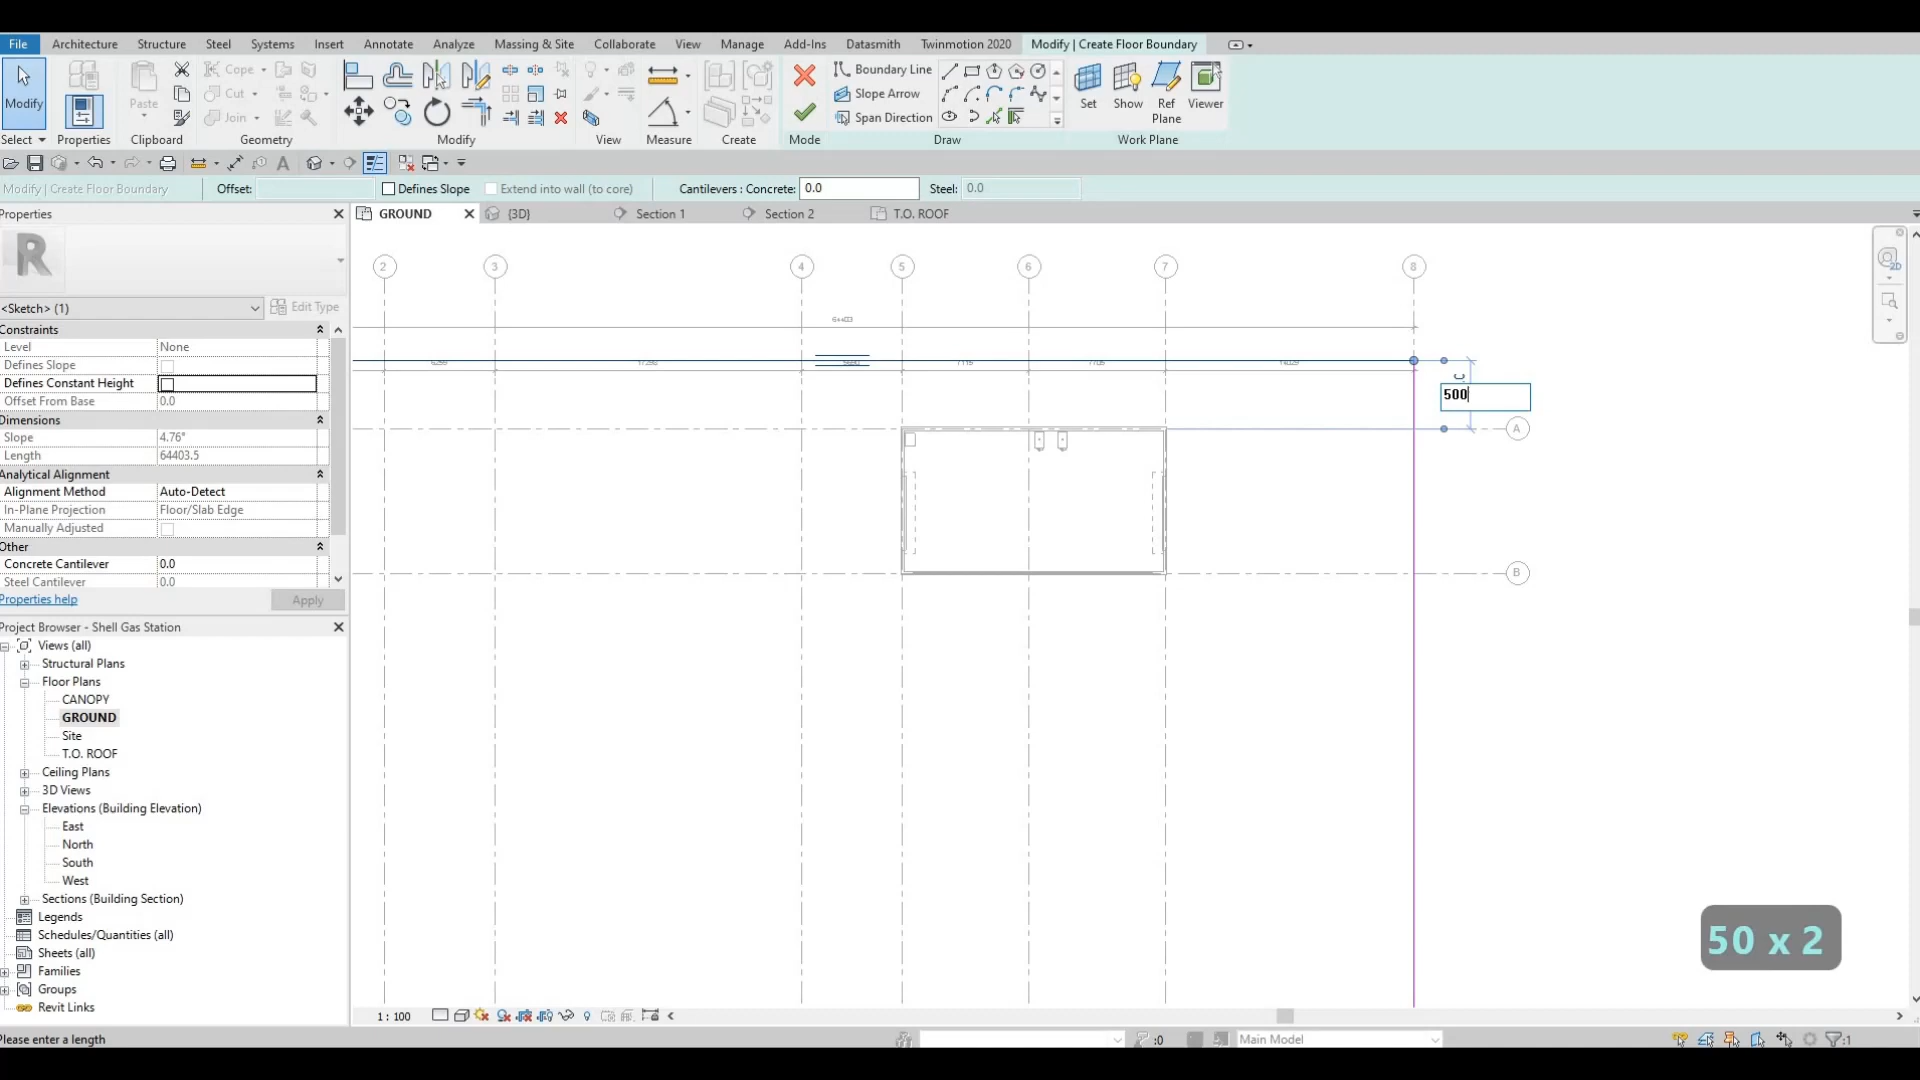 File Architecture Structure Steel Systems Insert Annotate Analyze Massing & Site Collaborate View Manage Add-Ins Datasmith Twinmotion 2020 Modify | Create Floor Boundary
Modify
Paste
Cope
Cut
Join
Boundary Line
Slope Arrow
Span Direction
Set Show Ref Plane Viewer
Select Properties Clipboard Geometry Modify View Measure Create Mode Draw Work Plane
Modify | Create Floor Boundary Offset: Defines Slope Extend into wall (to core) Cantilevers : Concrete: 0.0 Steel: 0.0
Properties
GROUND {3D} Section 1 Section 2 T.O. ROOF
R
<Sketch> (1) Edit Type
Constraints
Level None
Defines Slope
Defines Constant Height
Offset From Base 0.0
Dimensions
Slope 4.76°
Length 64403.5
Analytical Alignment
Alignment Method Auto-Detect
In-Plane Projection Floor/Slab Edge
Manually Adjusted
Other
Concrete Cantilever 0.0
Steel Cantilever 0.0
Properties help Apply
Project Browser - Shell Gas Station
Views (all)
Structural Plans
Floor Plans
CANOPY
GROUND
Site
T.O. ROOF
Ceiling Plans
3D Views
Elevations (Building Elevation)
East
North
South
West
Sections (Building Section)
Legends
Schedules/Quantities (all)
Sheets (all)
Families
Groups
Revit Links
2 3 4 5 6 7 8
500
A
B
50 x 2
1 : 100
Please enter a length
:0
Main Model
:1
2D